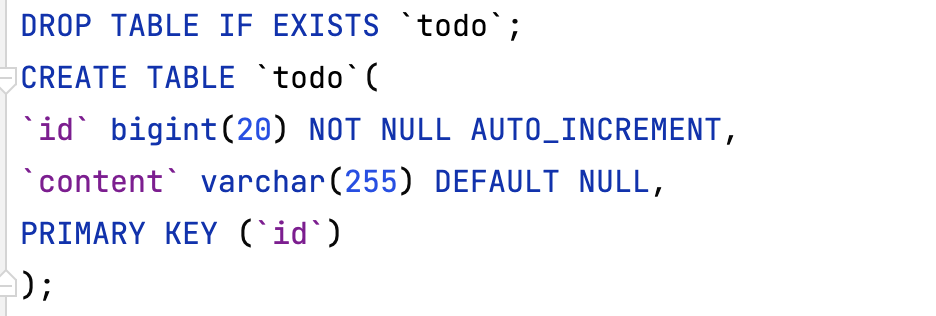 DROP TABLE IF EXISTS `todo`;
CREATE TABLE `todo`(
`id` bigint(20) NOT NULL AUTO_INCREMENT,
`content` varchar(255) DEFAULT NULL,
PRIMARY KEY (`id`)
);